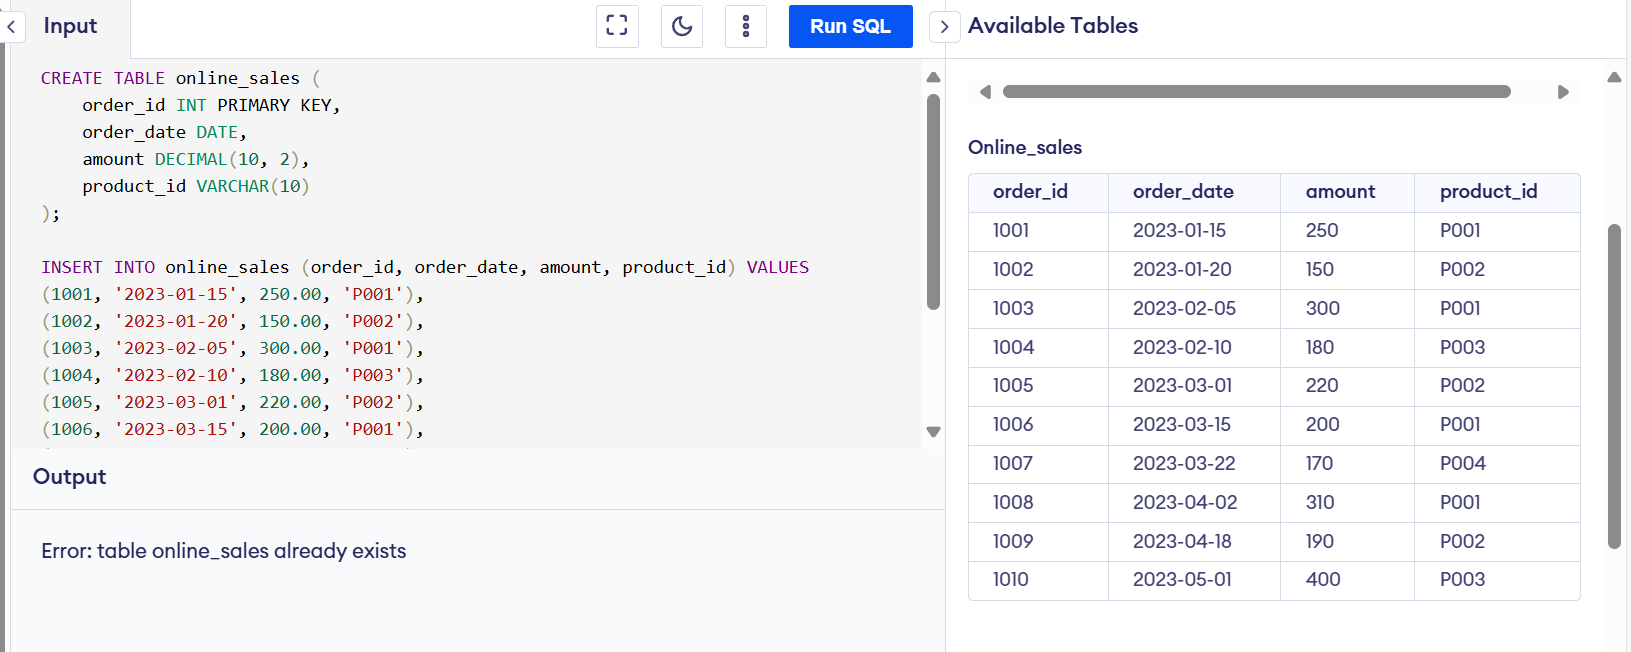 Input
Run SQL
Available Tables
CREATE TABLE online_sales (
    order_id INT PRIMARY KEY,
    order_date DATE,
    amount DECIMAL(10, 2),
    product_id VARCHAR(10)
);
INSERT INTO online_sales (order_id, order_date, amount, product_id) VALUES
(1001, '2023-01-15', 250.00, 'P001'),
(1002, '2023-01-20', 150.00, 'P002'),
(1003, '2023-02-05', 300.00, 'P001'),
(1004, '2023-02-10', 180.00, 'P003'),
(1005, '2023-03-01', 220.00, 'P002'),
(1006, '2023-03-15', 200.00, 'P001'),
Output
Error: table online_sales already exists
Online_sales
order_id order_date amount product_id
1001 2023-01-15 250 P001
1002 2023-01-20 150 P002
1003 2023-02-05 300 P001
1004 2023-02-10 180 P003
1005 2023-03-01 220 P002
1006 2023-03-15 200 P001
1007 2023-03-22 170 P004
1008 2023-04-02 310 P001
1009 2023-04-18 190 P002
1010 2023-05-01 400 P003